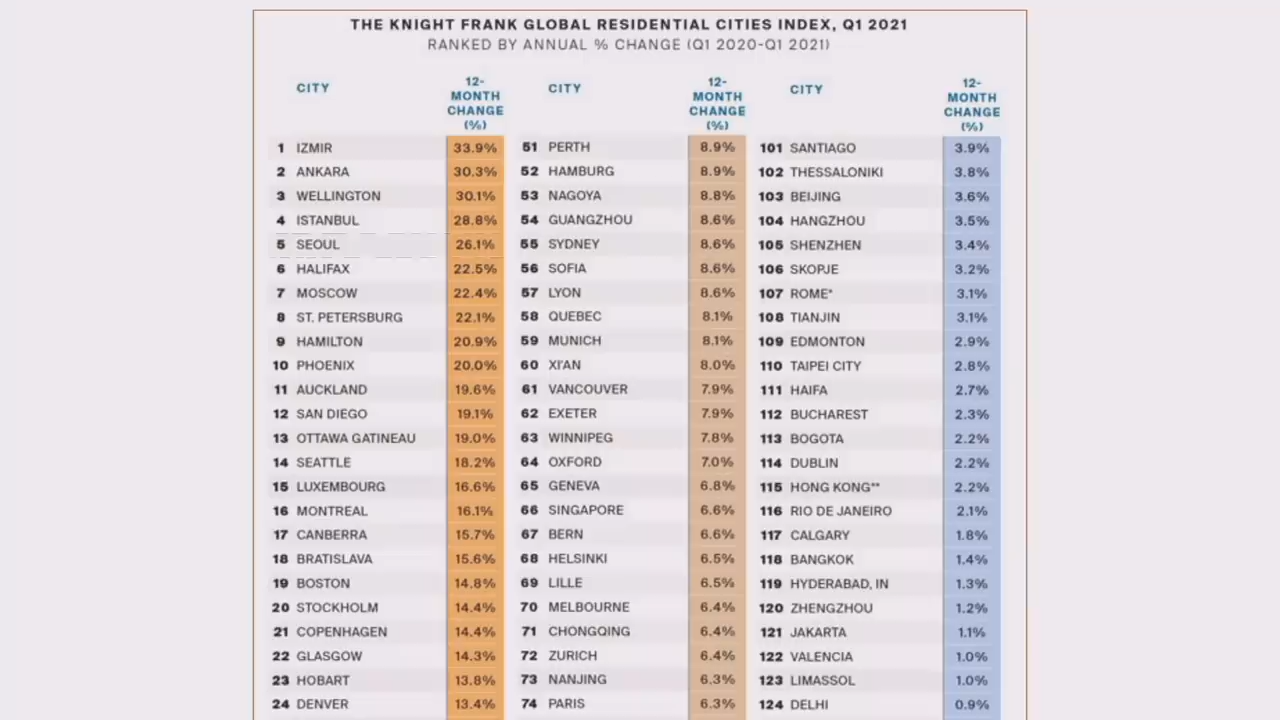 THE KNIGHT FRANK GLOBAL RESIDENTIAL CITIES INDEX, Q1 2021
RANKED BY ANNUAL % CHANGE (Q1 2020-Q1 2021)
CITY 12-MONTH CHANGE (%) CITY 12-MONTH CHANGE (%) CITY 12-MONTH CHANGE (%)
1 IZMIR 33.9% 51 PERTH 8.9% 101 SANTIAGO 3.9%
2 ANKARA 30.3% 52 HAMBURG 8.9% 102 THESSALONIKI 3.8%
3 WELLINGTON 30.1% 53 NAGOYA 8.8% 103 BEIJING 3.6%
4 ISTANBUL 28.8% 54 GUANGZHOU 8.6% 104 HANGZHOU 3.5%
5 SEOUL 26.1% 55 SYDNEY 8.6% 105 SHENZHEN 3.4%
6 HALIFAX 22.5% 56 SOFIA 8.6% 106 SKOPJE 3.2%
7 MOSCOW 22.4% 57 LYON 8.6% 107 ROME* 3.1%
8 ST. PETERSBURG 22.1% 58 QUEBEC 8.1% 108 TIANJIN 3.1%
9 HAMILTON 20.9% 59 MUNICH 8.1% 109 EDMONTON 2.9%
10 PHOENIX 20.0% 60 XI'AN 8.0% 110 TAIPEI CITY 2.8%
11 AUCKLAND 19.6% 61 VANCOUVER 7.9% 111 HAIFA 2.7%
12 SAN DIEGO 19.1% 62 EXETER 7.9% 112 BUCHAREST 2.3%
13 OTTAWA GATINEAU 19.0% 63 WINNIPEG 7.8% 113 BOGOTA 2.2%
14 SEATTLE 18.2% 64 OXFORD 7.0% 114 DUBLIN 2.2%
15 LUXEMBOURG 16.6% 65 GENEVA 6.8% 115 HONG KONG** 2.2%
16 MONTREAL 16.1% 66 SINGAPORE 6.6% 116 RIO DE JANEIRO 2.1%
17 CANBERRA 15.7% 67 BERN 6.6% 117 CALGARY 1.8%
18 BRATISLAVA 15.6% 68 HELSINKI 6.5% 118 BANGKOK 1.4%
19 BOSTON 14.8% 69 LILLE 6.5% 119 HYDERABAD, IN 1.3%
20 STOCKHOLM 14.4% 70 MELBOURNE 6.4% 120 ZHENGZHOU 1.2%
21 COPENHAGEN 14.4% 71 CHONGQING 6.4% 121 JAKARTA 1.1%
22 GLASGOW 14.3% 72 ZURICH 6.4% 122 VALENCIA 1.0%
23 HOBART 13.8% 73 NANJING 6.3% 123 LIMASSOL 1.0%
24 DENVER 13.4% 74 PARIS 6.3% 124 DELHI 0.9%